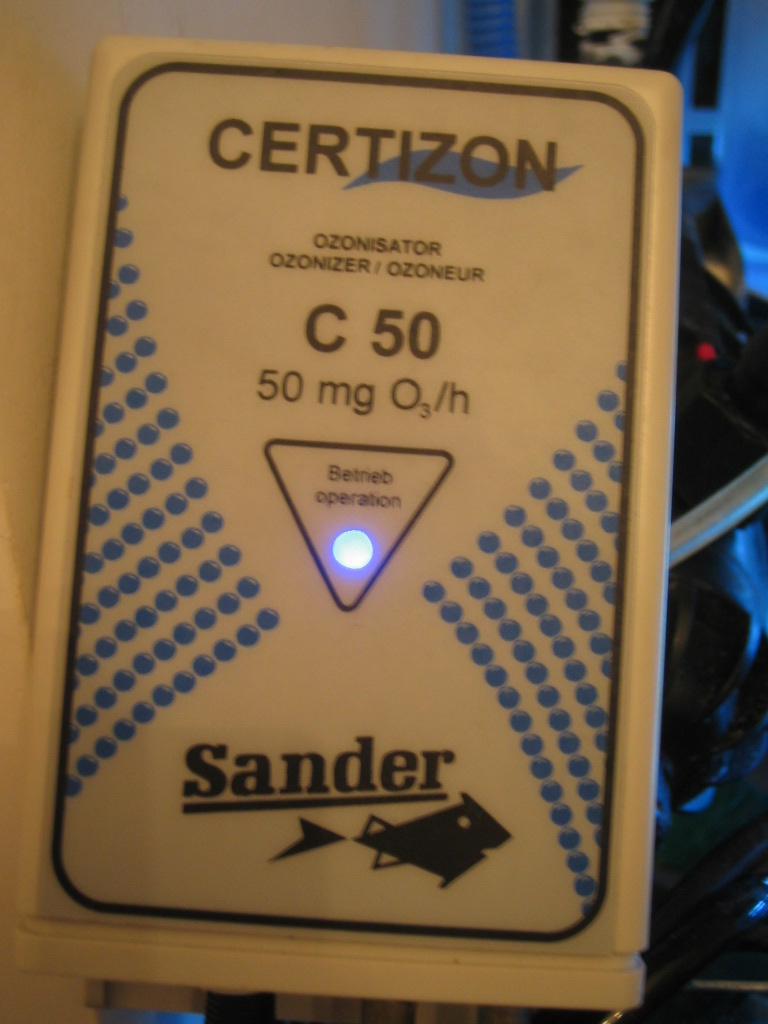 CERTIZON
OZONISATOR
OZONIZER / OZONEUR
C 50
50 mg O₃/h
Betrieb
operation
Sander